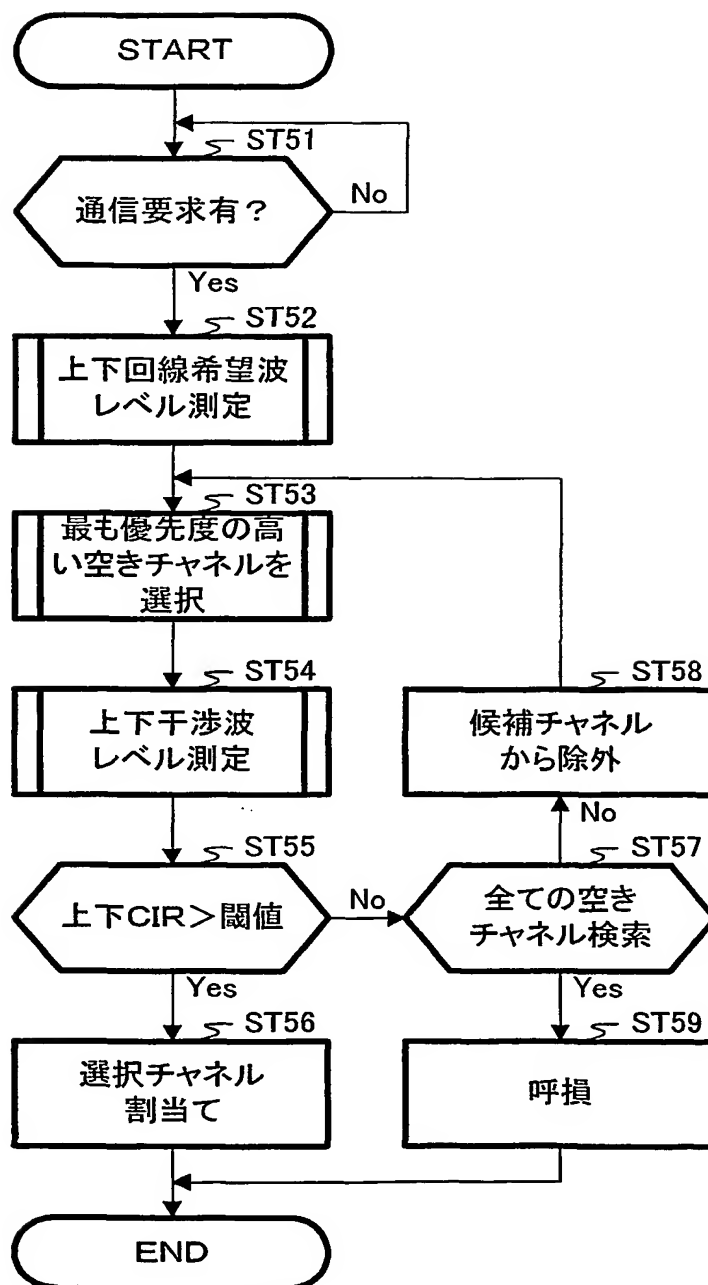 START
ST51
通信要求有?
No
Yes
ST52
上下回線希望波
レベル測定
ST53
最も優先度の高
い空きチャネルを
選択
ST54
上下干渉波
レベル測定
ST58
候補チャネル
から除外
No
ST55
上下CIR>閾値
No
Yes
ST57
全ての空き
チャネル検索
Yes
ST56
選択チャネル
割当て
ST59
呼損
END